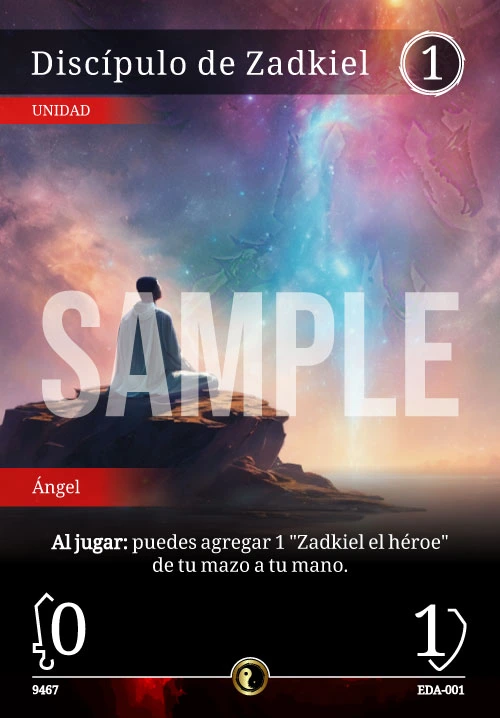 Discípulo de Zadkiel 1
UNIDAD
SAMPLE
Ángel
Al jugar: puedes agregar 1 "Zadkiel el héroe"
de tu mazo a tu mano.
0 1
9467 EDA-001